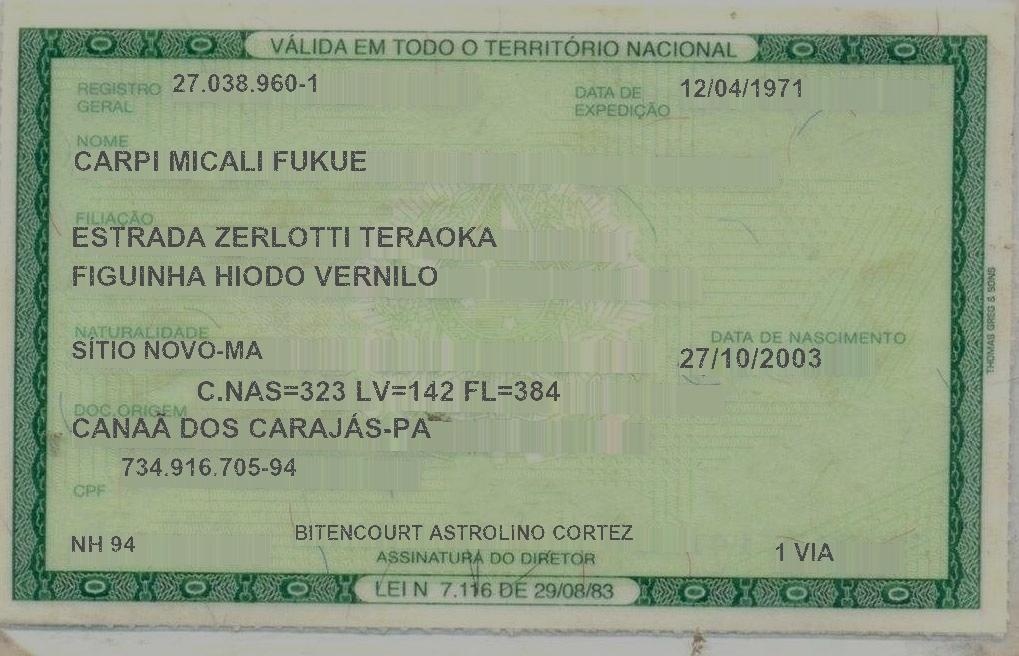 VÁLIDA EM TODO O TERRITÓRIO NACIONAL
REGISTRO GERAL 27.038.960-1 DATA DE EXPEDIÇÃO 12/04/1971
NOME
CARPI MICALI FUKUE
FILIAÇÃO
ESTRADA ZERLOTTI TERAOKA
FIGUINHA HIODO VERNILO
NATURALIDADE DATA DE NASCIMENTO
SÍTIO NOVO-MA 27/10/2003
C.NAS=323 LV=142 FL=384
DOC.ORIGEM
CANAÃ DOS CARAJÁS-PA
734.916.705-94
CPF
NH 94 BITENCOURT ASTROLINO CORTEZ 1 VIA
ASSINATURA DO DIRETOR
LEI N 7.116 DE 29/08/83
THOMAS GREG & SONS